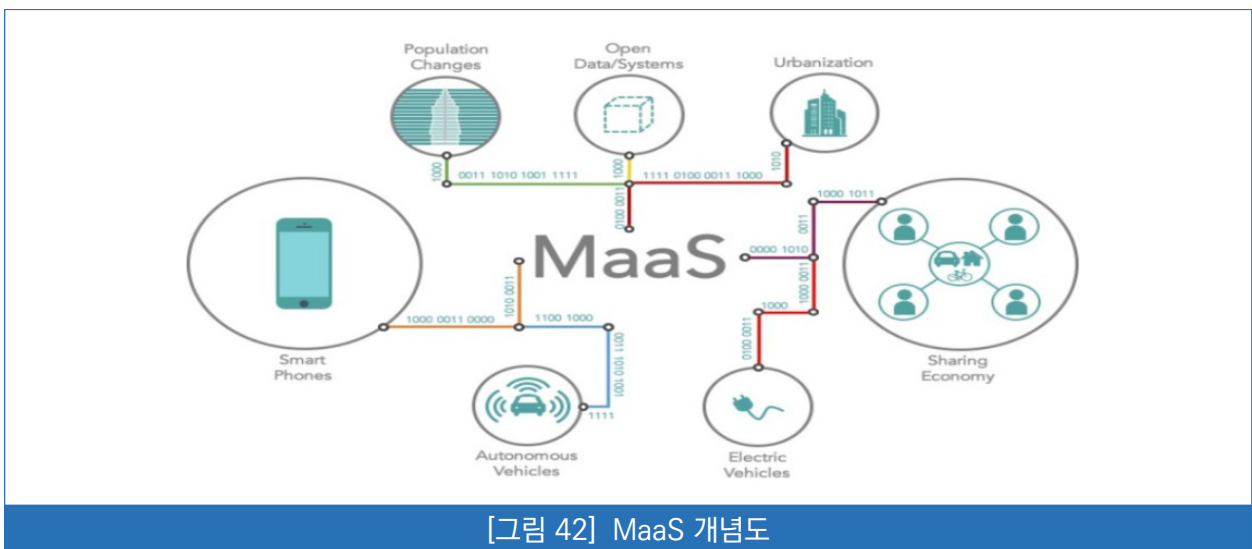 Population
Changes
Open
Data/Systems
Urbanization
1000
0011 1010 1001 1111
1000
1111 0100 0011 1000
1010
0100 0011
1000 1011
0011
MaaS
0000 1010
1010 0011
1000 0011
1000
1000 0011 0000
1100 1000
0011 1010 1001
0100 0011
1111
Smart
Phones
Sharing
Economy
Autonomous
Vehicles
Electric
Vehicles
[그림 42] MaaS 개념도